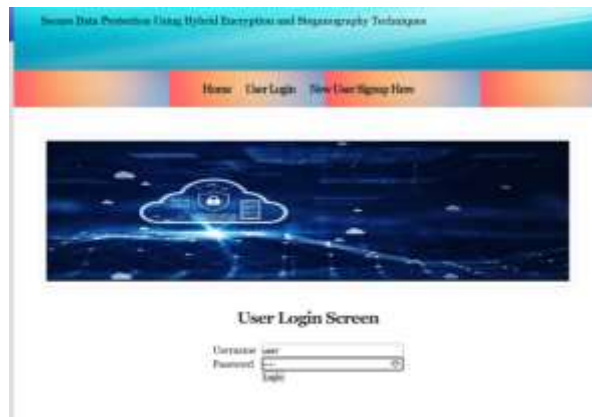 Secure Data Protection Using Hybrid Encryption and Steganography Techniques
Home User Login New User Signup Here
User Login Screen
Username user
Password
Login